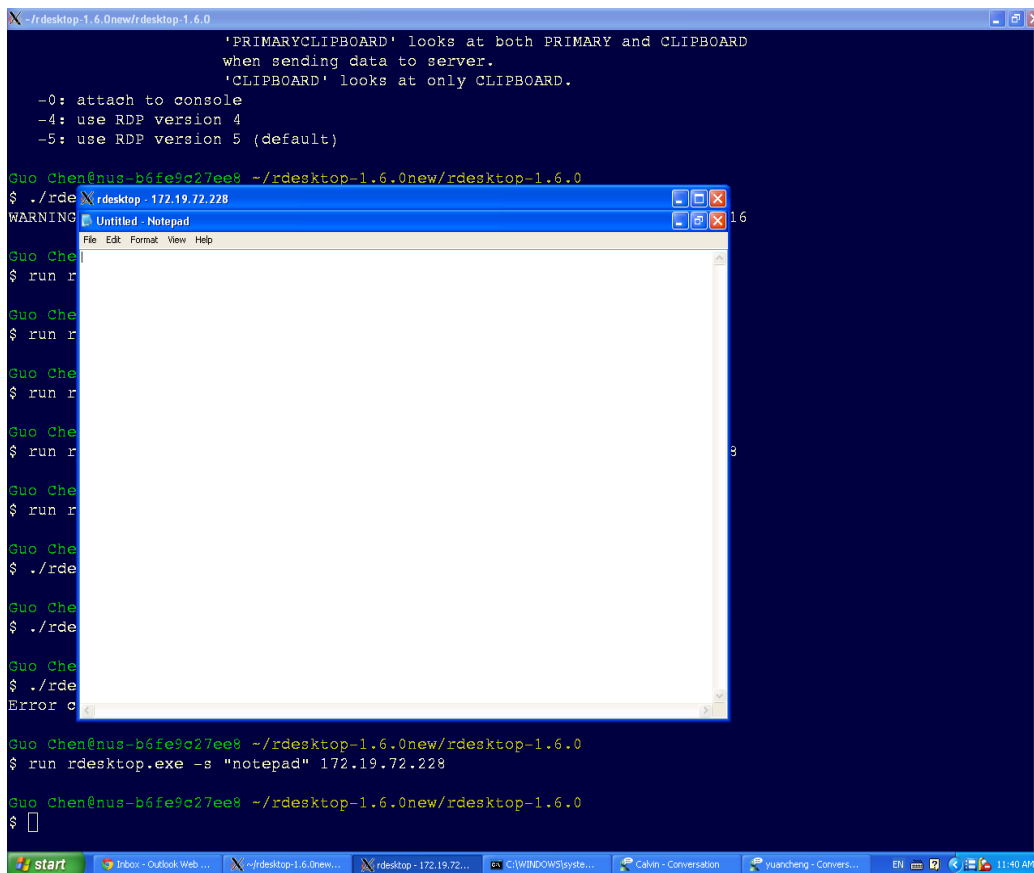 ~/rdesktop-1.6.0new/rdesktop-1.6.0
'PRIMARYCLIPBOARD' looks at both PRIMARY and CLIPBOARD
when sending data to server.
'CLIPBOARD' looks at only CLIPBOARD.
-0: attach to console
-4: use RDP version 4
-5: use RDP version 5 (default)
Guo Chen@nus-b6fe9c27ee8 ~/rdesktop-1.6.0new/rdesktop-1.6.0
$ ./rde
rdesktop - 172.19.72.228
WARNING
Untitled - Notepad
16
File Edit Format View Help
Guo Che
$ run r
Guo Che
$ run r
Guo Che
$ run r
Guo Che
$ run r
8
Guo Che
$ run r
Guo Che
$ ./rde
Guo Che
$ ./rde
Guo Che
$ ./rde
Error c
Guo Chen@nus-b6fe9c27ee8 ~/rdesktop-1.6.0new/rdesktop-1.6.0
$ run rdesktop.exe -s "notepad" 172.19.72.228
Guo Chen@nus-b6fe9c27ee8 ~/rdesktop-1.6.0new/rdesktop-1.6.0
$
start Inbox - Outlook Web ... ~/rdesktop-1.6.0new... rdesktop - 172.19.72... C:\WINDOWS\syste... Calvin - Conversation yuancheng - Convers... EN 11:40 AM